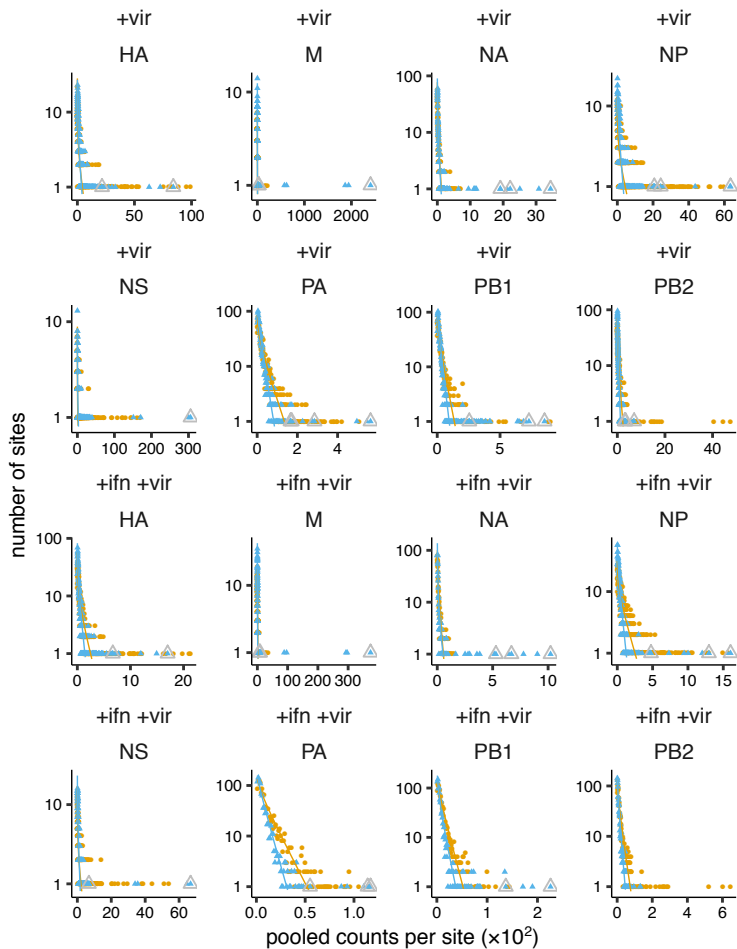 +vir +vir +vir +vir
HA M NA NP
10 10 100 10
10
1 1 1 1
0 50 100 0 1000 2000 0 10 20 30 0 20 40 60
+vir +vir +vir +vir
NS PA PB1 PB2
10 100 100 100
10 10 10
1 1 1 1
0 100 200 300 0 2 4 0 5 0 20 40
number of sites
+ifn +vir +ifn +vir +ifn +vir +ifn +vir
HA M NA NP
100 100
10 10 10 10
1 1 1 1
0 10 20 0 100 200 300 0 5 10 0 5 10 15
+ifn +vir +ifn +vir +ifn +vir +ifn +vir
NS PA PB1 PB2
100 100 100
10 10 10 10
1 1 1 1
0 20 40 60 0.0 0.5 1.0 0 1 2 0 2 4 6
pooled counts per site (×10²)